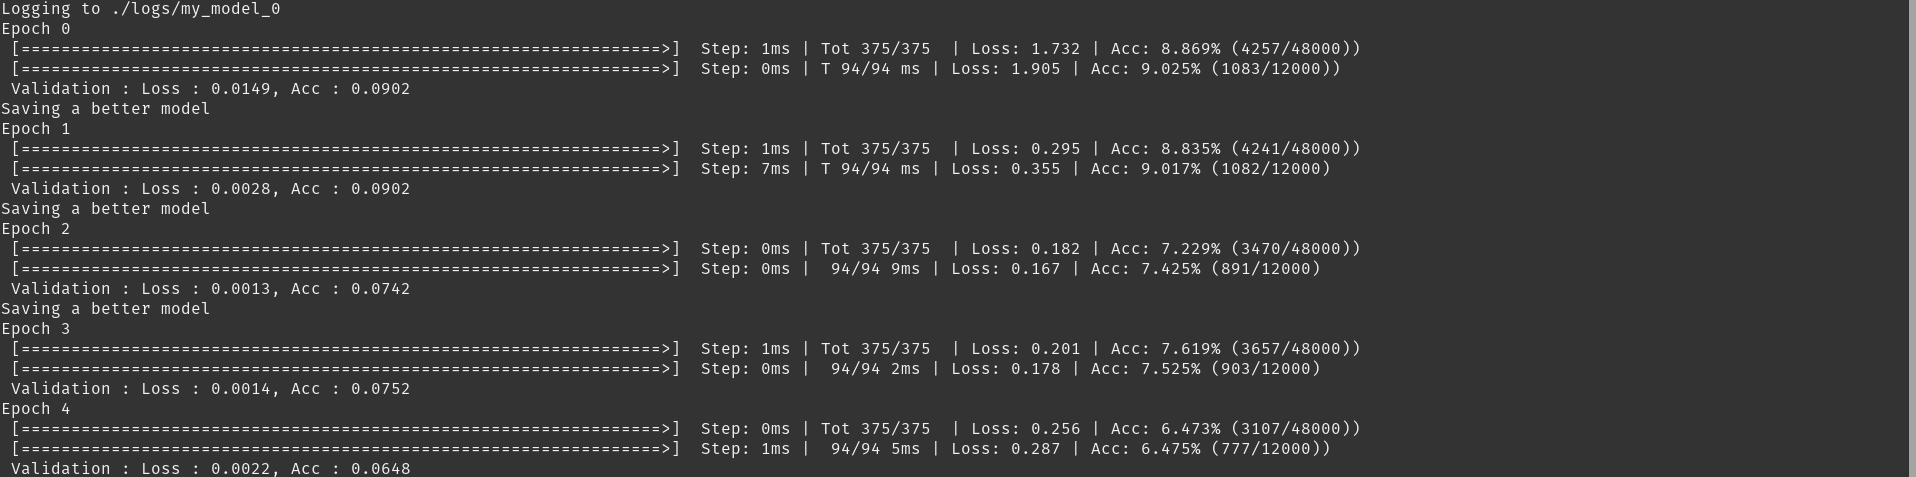 Logging to ./logs/my_model_0
Epoch 0
 [================================================================>]  Step: 1ms | Tot 375/375  | Loss: 1.732 | Acc: 8.869% (4257/48000))
 [================================================================>]  Step: 0ms | T 94/94 ms | Loss: 1.905 | Acc: 9.025% (1083/12000))
 Validation : Loss : 0.0149, Acc : 0.0902
Saving a better model
Epoch 1
 [================================================================>]  Step: 1ms | Tot 375/375  | Loss: 0.295 | Acc: 8.835% (4241/48000))
 [================================================================>]  Step: 7ms | T 94/94 ms | Loss: 0.355 | Acc: 9.017% (1082/12000)
 Validation : Loss : 0.0028, Acc : 0.0902
Saving a better model
Epoch 2
 [================================================================>]  Step: 0ms | Tot 375/375  | Loss: 0.182 | Acc: 7.229% (3470/48000))
 [================================================================>]  Step: 0ms |  94/94 9ms | Loss: 0.167 | Acc: 7.425% (891/12000)
 Validation : Loss : 0.0013, Acc : 0.0742
Saving a better model
Epoch 3
 [================================================================>]  Step: 1ms | Tot 375/375  | Loss: 0.201 | Acc: 7.619% (3657/48000))
 [================================================================>]  Step: 0ms |  94/94 2ms | Loss: 0.178 | Acc: 7.525% (903/12000)
 Validation : Loss : 0.0014, Acc : 0.0752
Epoch 4
 [================================================================>]  Step: 0ms | Tot 375/375  | Loss: 0.256 | Acc: 6.473% (3107/48000))
 [================================================================>]  Step: 1ms |  94/94 5ms | Loss: 0.287 | Acc: 6.475% (777/12000))
 Validation : Loss : 0.0022, Acc : 0.0648